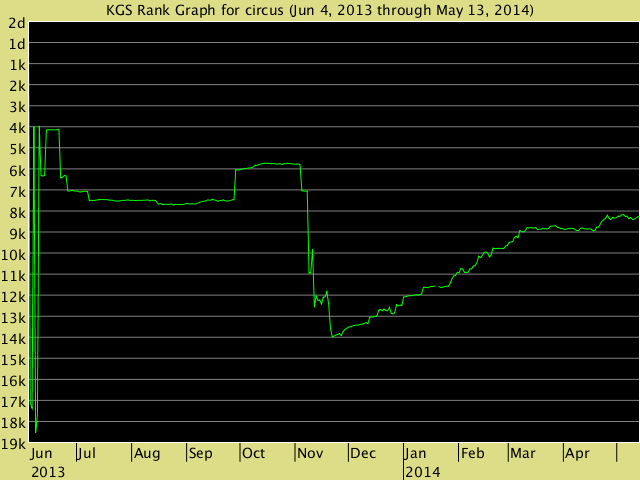 KGS Rank Graph for circus (Jun 4, 2013 through May 13, 2014)
2d
1d
1k
2k
3k
4k
5k
6k
7k
8k
9k
10k
11k
12k
13k
14k
15k
16k
17k
18k
19k
Jun Jul Aug Sep Oct Nov Dec Jan Feb Mar Apr
2013 2014